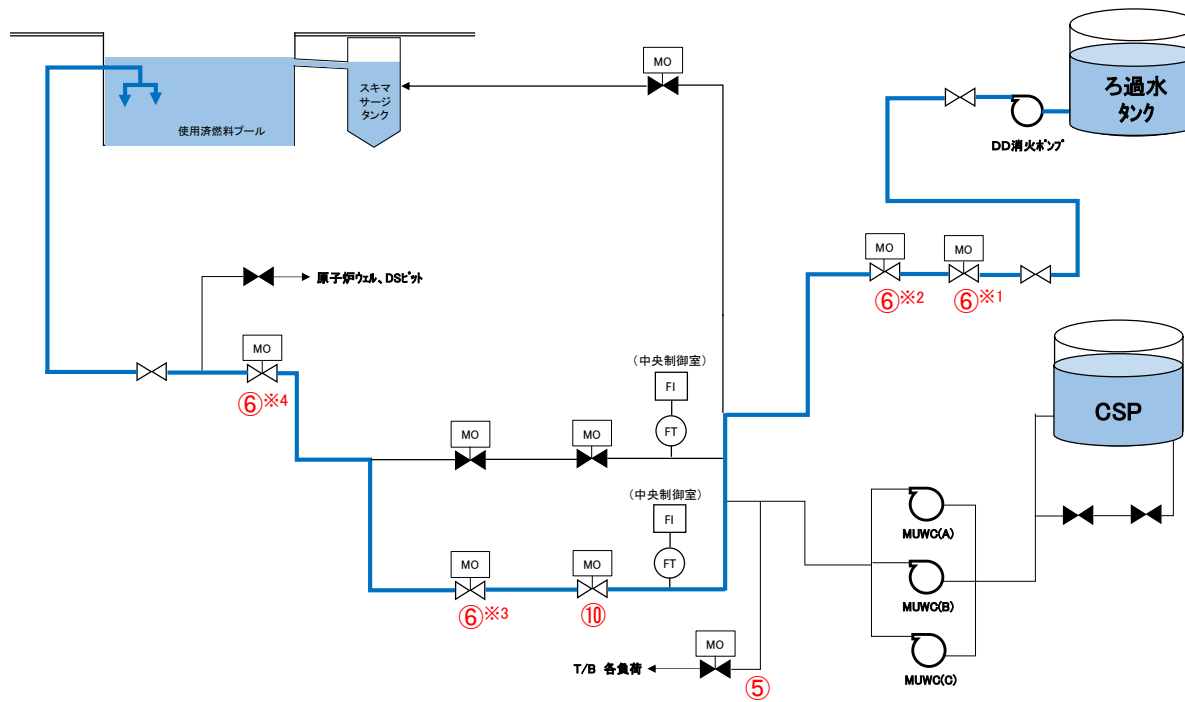 MO
スキマ
サージ
タンク
使用済燃料プール
ろ過水
タンク
DD消火ポンプ
MO
MO
⑥※2
⑥※1
原子炉ウェル、DSピット
MO
⑥※4
(中央制御室)
FI
FT
MO
MO
CSP
(中央制御室)
FI
FT
MO
MO
⑥※3
⑩
MUWC(A)
MUWC(B)
MUWC(C)
MO
T/B 各負荷
⑤